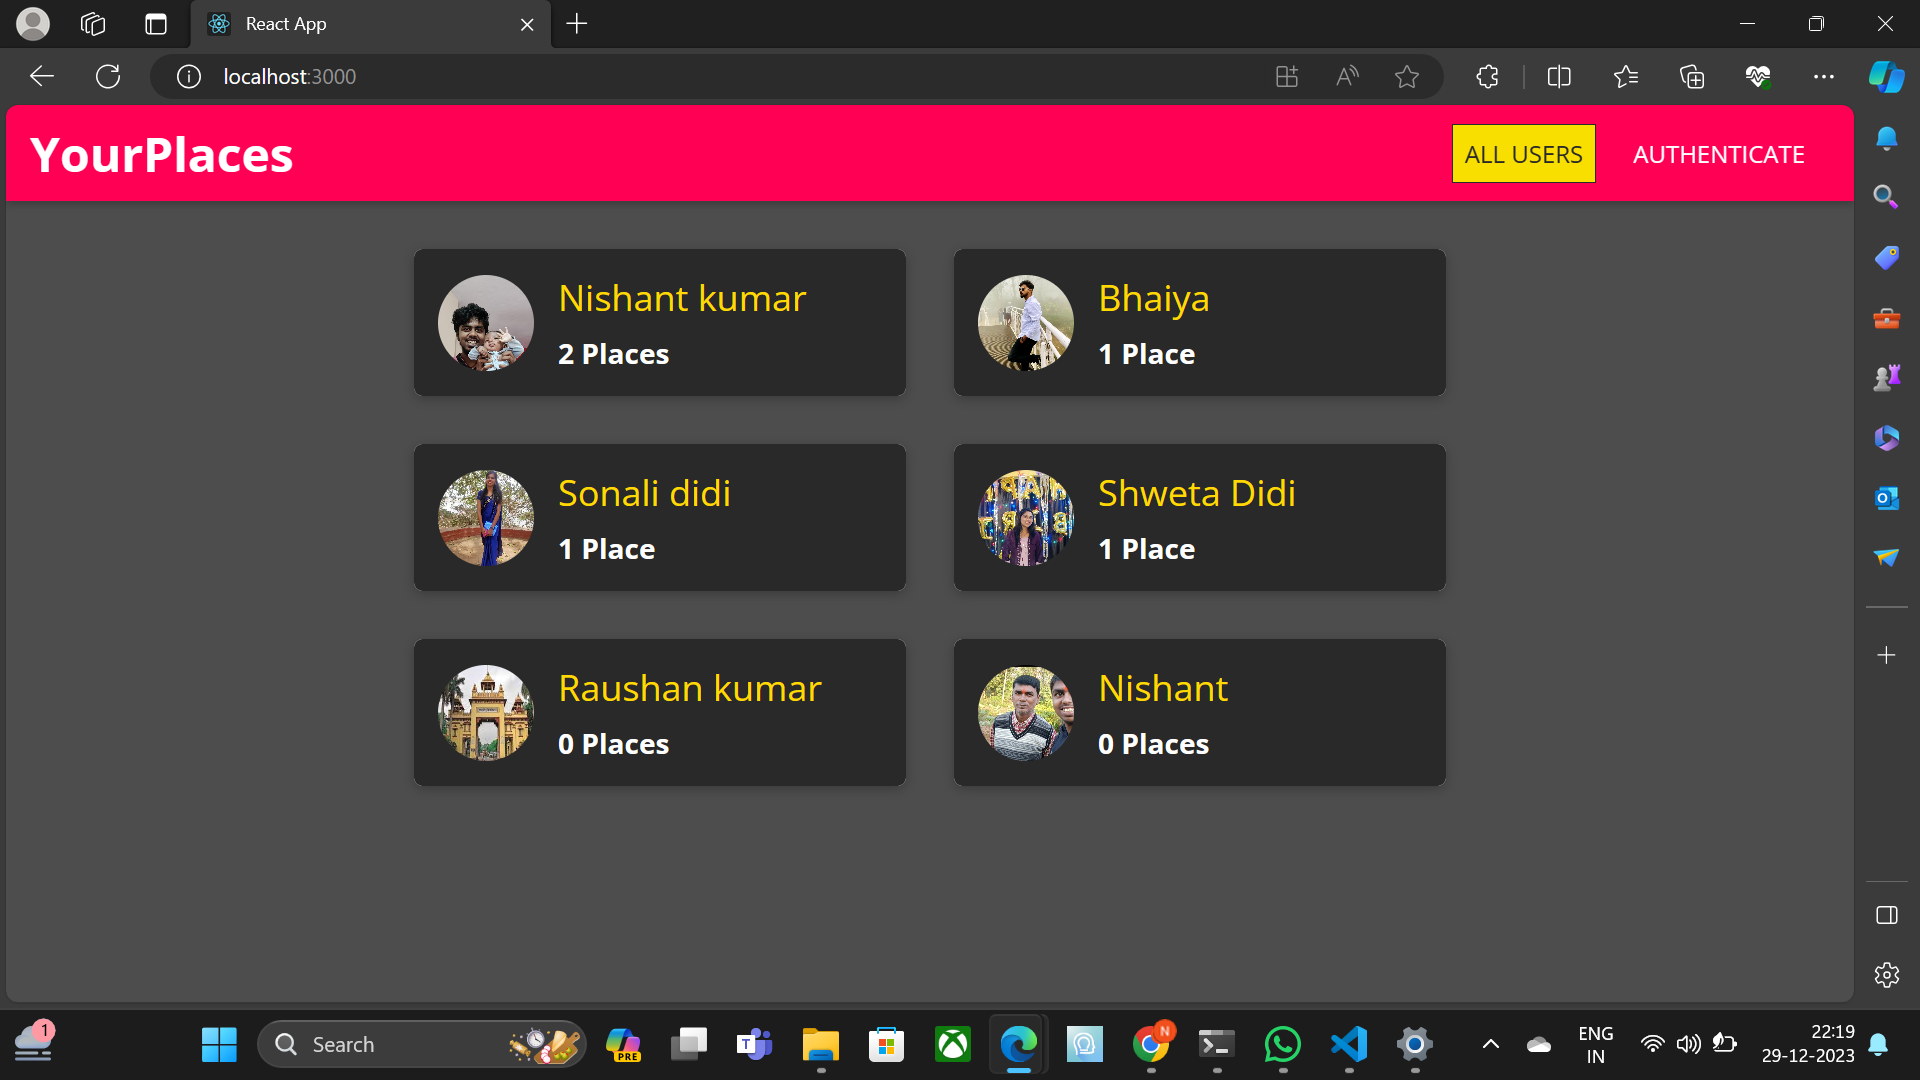 React App
localhost:3000
YourPlaces
ALL USERS
AUTHENTICATE
Nishant kumar
2 Places
Bhaiya
1 Place
Sonali didi
1 Place
Shweta Didi
1 Place
Raushan kumar
0 Places
Nishant
0 Places
1
Search
PRE
N
ENG
IN
22:19
29-12-2023